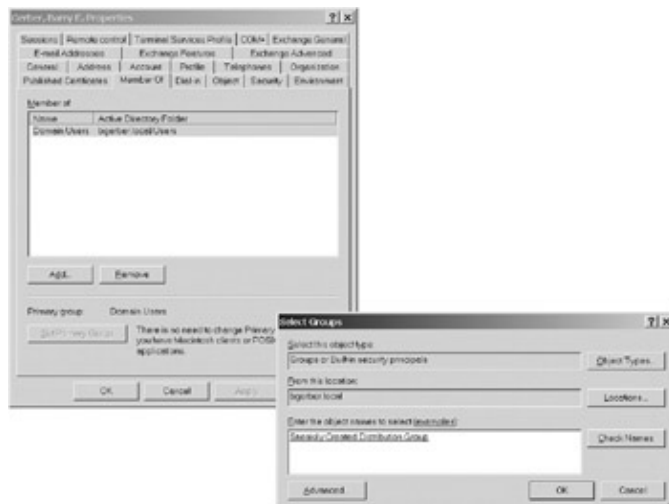 Gerber, Barry E. Properties
Sessions Remote control Terminal Services Profile COM+ Exchange General
E-mail Addresses Exchange Features Exchange Advanced
General Address Account Profile Telephones Organization
Published Certificates Member Of Dial-in Object Security Environment
Member of
Name Active Directory Folder
Domain Users bgerber.local/Users
Add... Remove
Primary group: Domain Users
Set Primary Group There is no need to change Primary
you have Macintosh clients or POSIX
applications.
OK Cancel Apply
Select Groups
Select this object type:
Groups or Built-in security principals
Object Types...
From this location:
bgerber.local
Locations...
Enter the object names to select (examples):
Specially Created Distribution Group
Check Names
Advanced OK Cancel